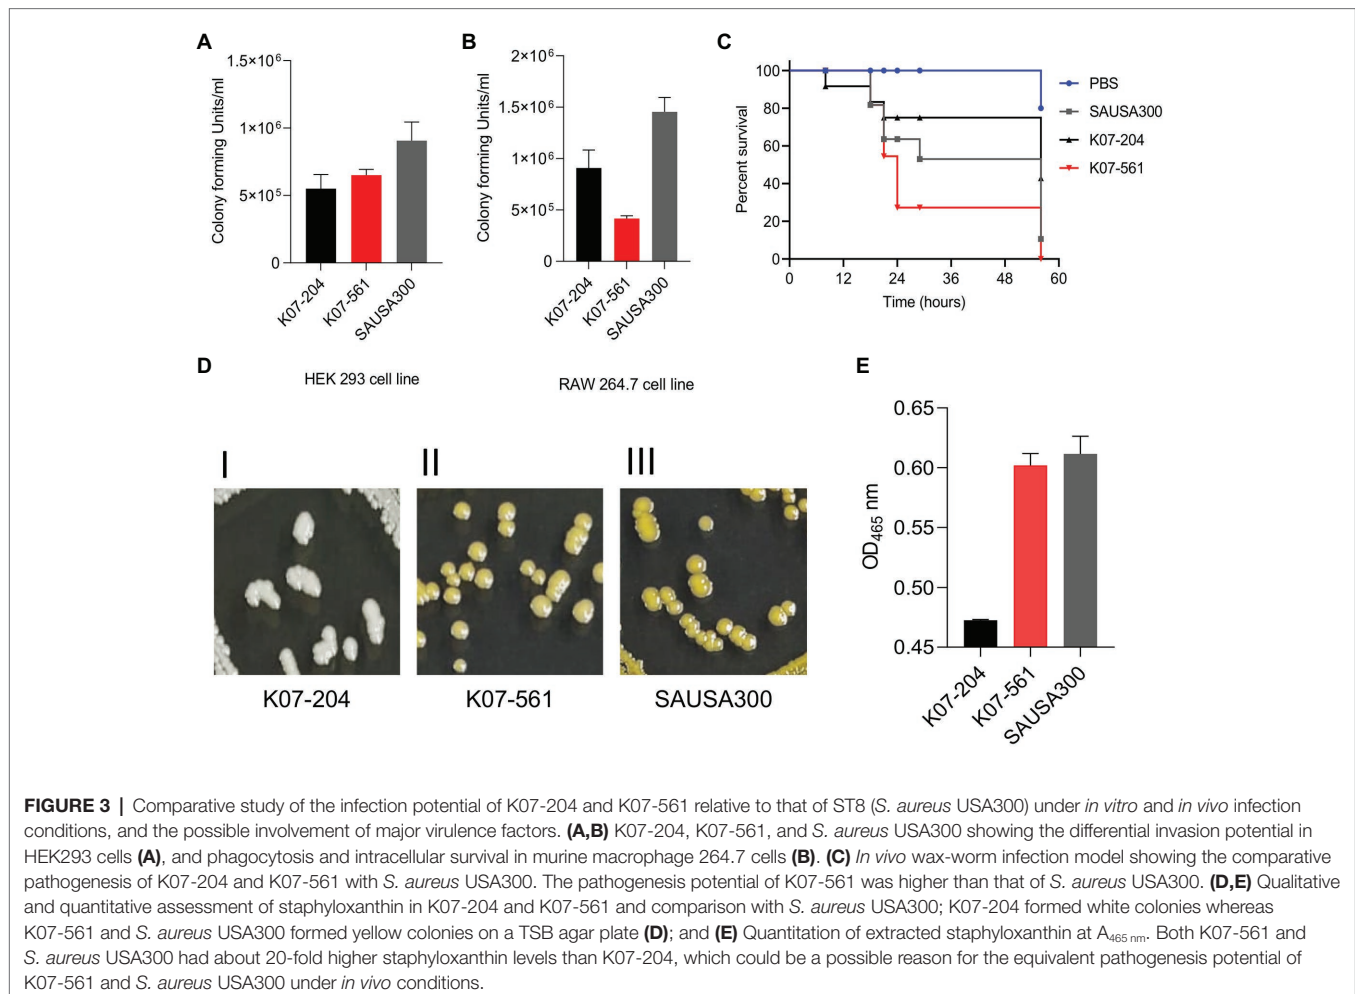 A
B
C
1.5×10⁶
1×10⁶
5×10⁵
0
Colony forming Units/ml
K07-204
K07-561
SAUSA300
2×10⁶
1.5×10⁶
1×10⁶
5×10⁵
0
Colony forming Units/ml
K07-204
K07-561
SAUSA300
100
80
60
40
20
0
Percent survival
0 12 24 36 48 60
Time (hours)
PBS
SAUSA300
K07-204
K07-561
D
HEK 293 cell line
RAW 264.7 cell line
E
I
II
III
K07-204
K07-561
SAUSA300
0.65
0.60
0.55
0.50
0.45
OD₄₆₅ nm
K07-204
K07-561
SAUSA300
FIGURE 3 | Comparative study of the infection potential of K07-204 and K07-561 relative to that of ST8 (S. aureus USA300) under in vitro and in vivo infection
conditions, and the possible involvement of major virulence factors. (A,B) K07-204, K07-561, and S. aureus USA300 showing the differential invasion potential in
HEK293 cells (A), and phagocytosis and intracellular survival in murine macrophage 264.7 cells (B). (C) In vivo wax-worm infection model showing the comparative
pathogenesis of K07-204 and K07-561 with S. aureus USA300. The pathogenesis potential of K07-561 was higher than that of S. aureus USA300. (D,E) Qualitative
and quantitative assessment of staphyloxanthin in K07-204 and K07-561 and comparison with S. aureus USA300; K07-204 formed white colonies whereas
K07-561 and S. aureus USA300 formed yellow colonies on a TSB agar plate (D); and (E) Quantitation of extracted staphyloxanthin at A₄₆₅ ₙₘ. Both K07-561 and
S. aureus USA300 had about 20-fold higher staphyloxanthin levels than K07-204, which could be a possible reason for the equivalent pathogenesis potential of
K07-561 and S. aureus USA300 under in vivo conditions.